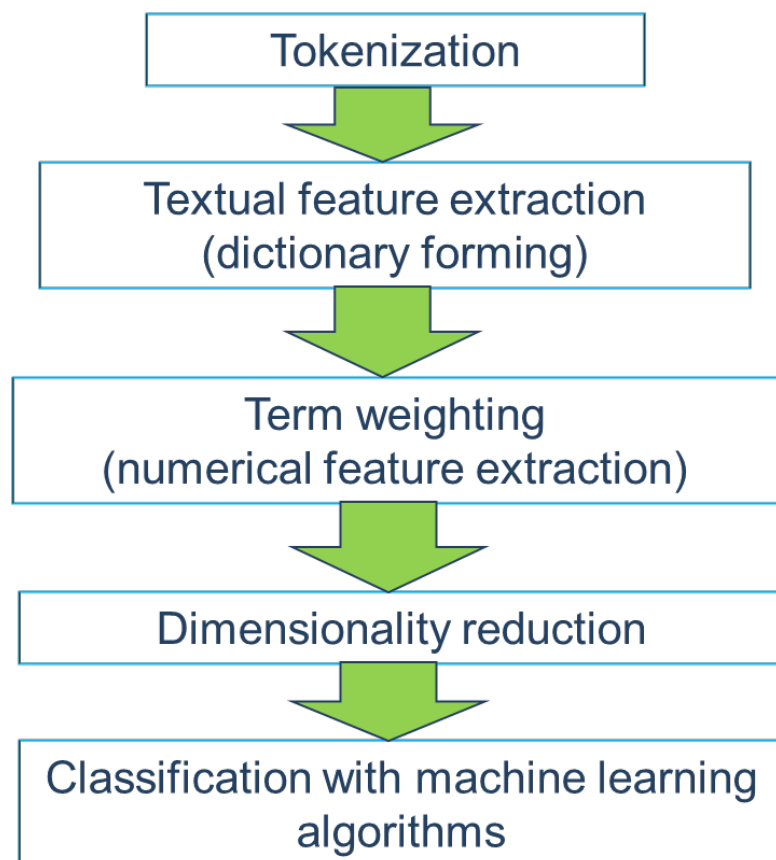 Tokenization
Textual feature extraction
(dictionary forming)
Term weighting
(numerical feature extraction)
Dimensionality reduction
Classification with machine learning
algorithms